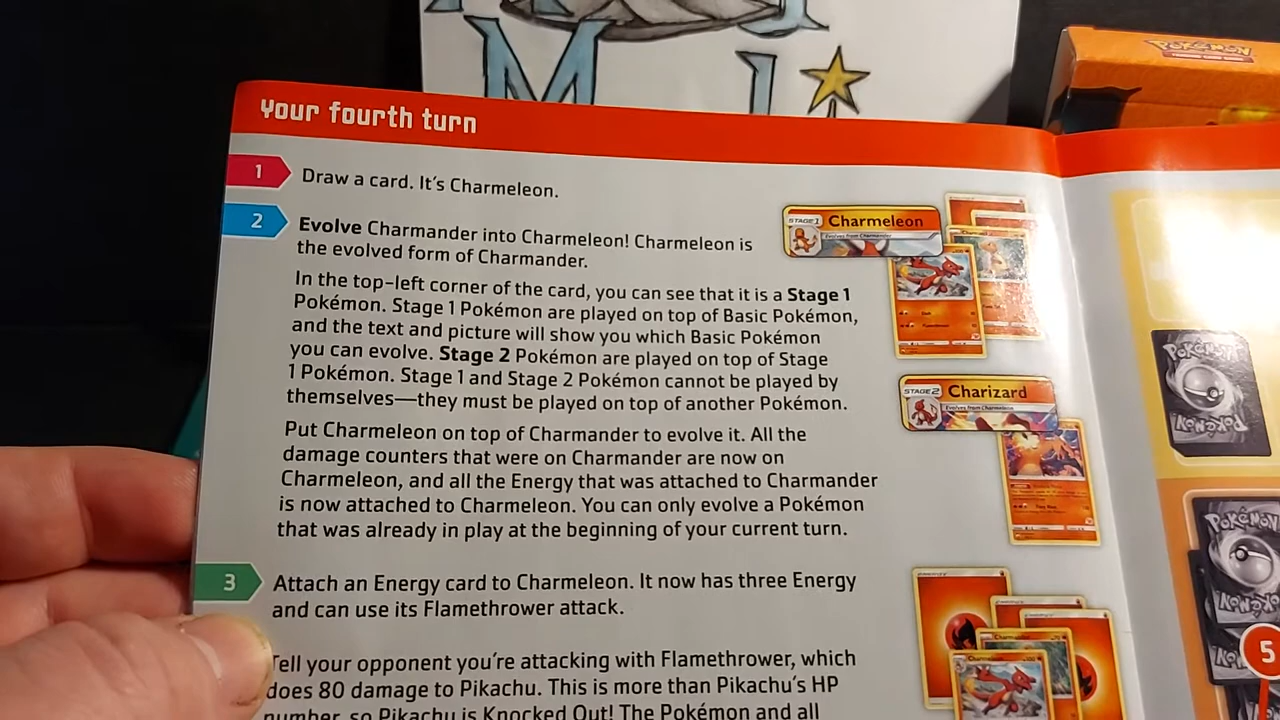 POKÉMON
Your fourth turn
1
Draw a card. It's Charmeleon.
2
Evolve Charmander into Charmeleon! Charmeleon is
the evolved form of Charmander.
In the top-left corner of the card, you can see that it is a Stage 1
Pokémon. Stage 1 Pokémon are played on top of Basic Pokémon,
and the text and picture will show you which Basic Pokémon
you can evolve. Stage 2 Pokémon are played on top of Stage
1 Pokémon. Stage 1 and Stage 2 Pokémon cannot be played by
themselves—they must be played on top of another Pokémon.
Put Charmeleon on top of Charmander to evolve it. All the
damage counters that were on Charmander are now on
Charmeleon, and all the Energy that was attached to Charmander
is now attached to Charmeleon. You can only evolve a Pokémon
that was already in play at the beginning of your current turn.
3
Attach an Energy card to Charmeleon. It now has three Energy
and can use its Flamethrower attack.
Tell your opponent you're attacking with Flamethrower, which
does 80 damage to Pikachu. This is more than Pikachu's HP
number, so Pikachu is Knocked Out! The Pokémon and all
STAGE 1 Charmeleon
Evolves from Charmander
STAGE 2 Charizard
Evolves from Charmeleon
Charmander
Charmeleon
POKéMON
POKéMON
5